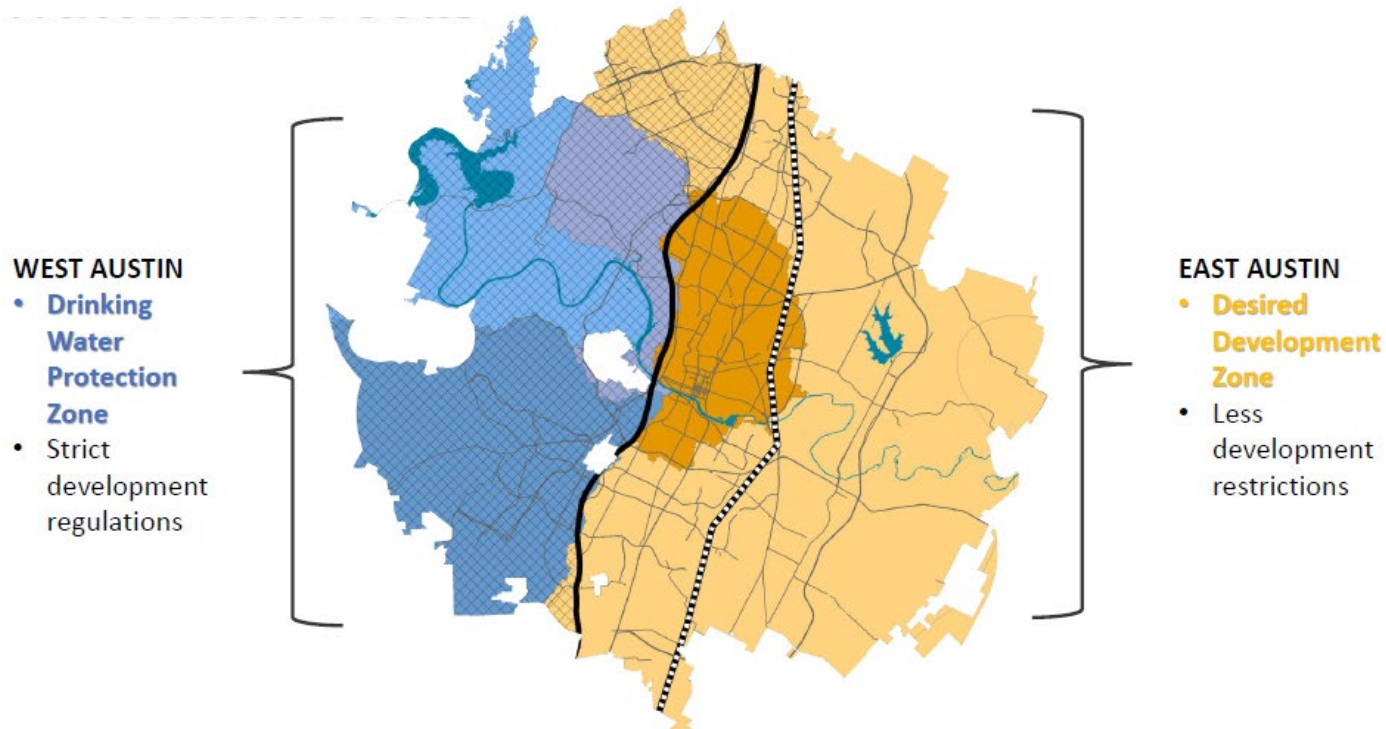 WEST AUSTIN
• Drinking
Water
Protection
Zone
• Strict
development
regulations
EAST AUSTIN
• Desired
Development
Zone
• Less
development
restrictions